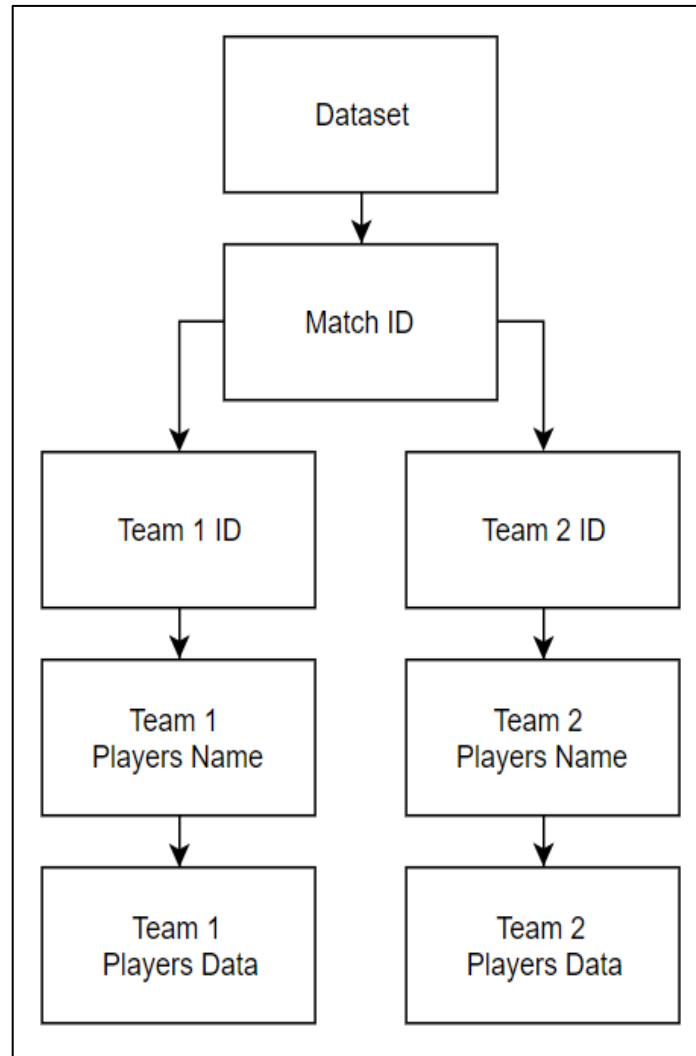 Dataset
Match ID
Team 1 ID
Team 2 ID
Team 1
Players Name
Team 2
Players Name
Team 1
Players Data
Team 2
Players Data